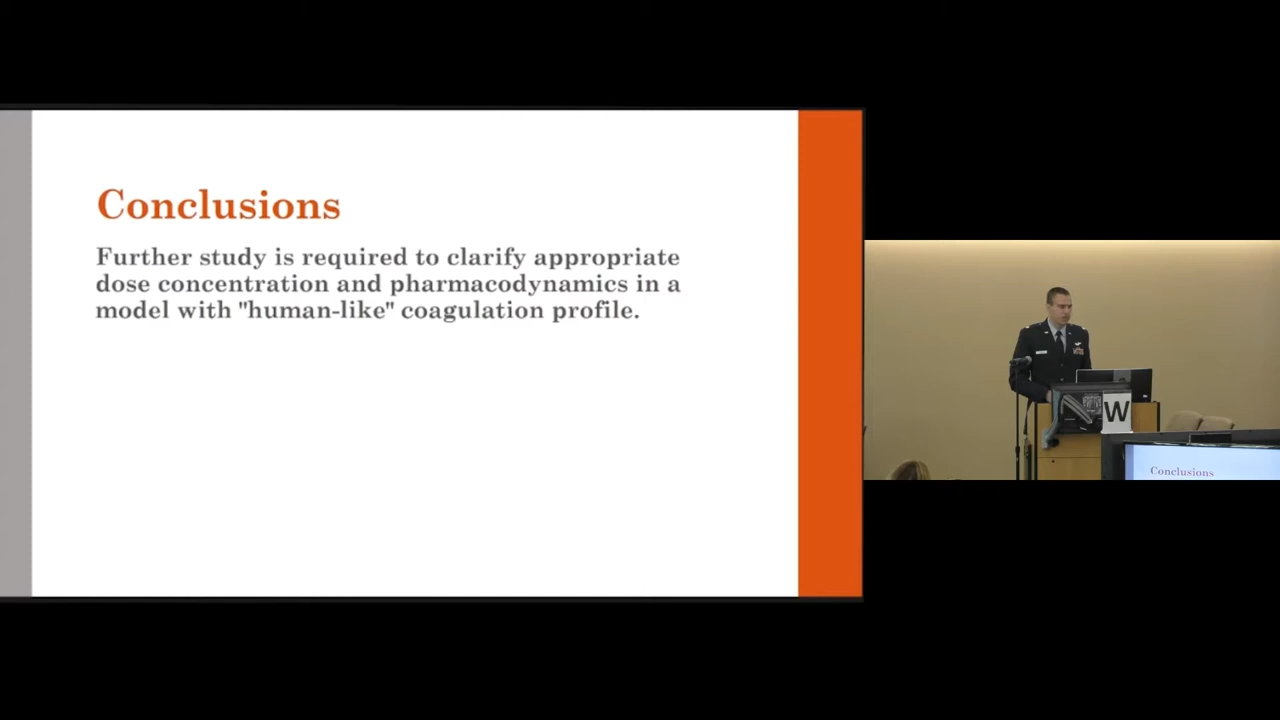 Conclusions
Further study is required to clarify appropriate
dose concentration and pharmacodynamics in a
model with "human-like" coagulation profile.
W
Conclusions